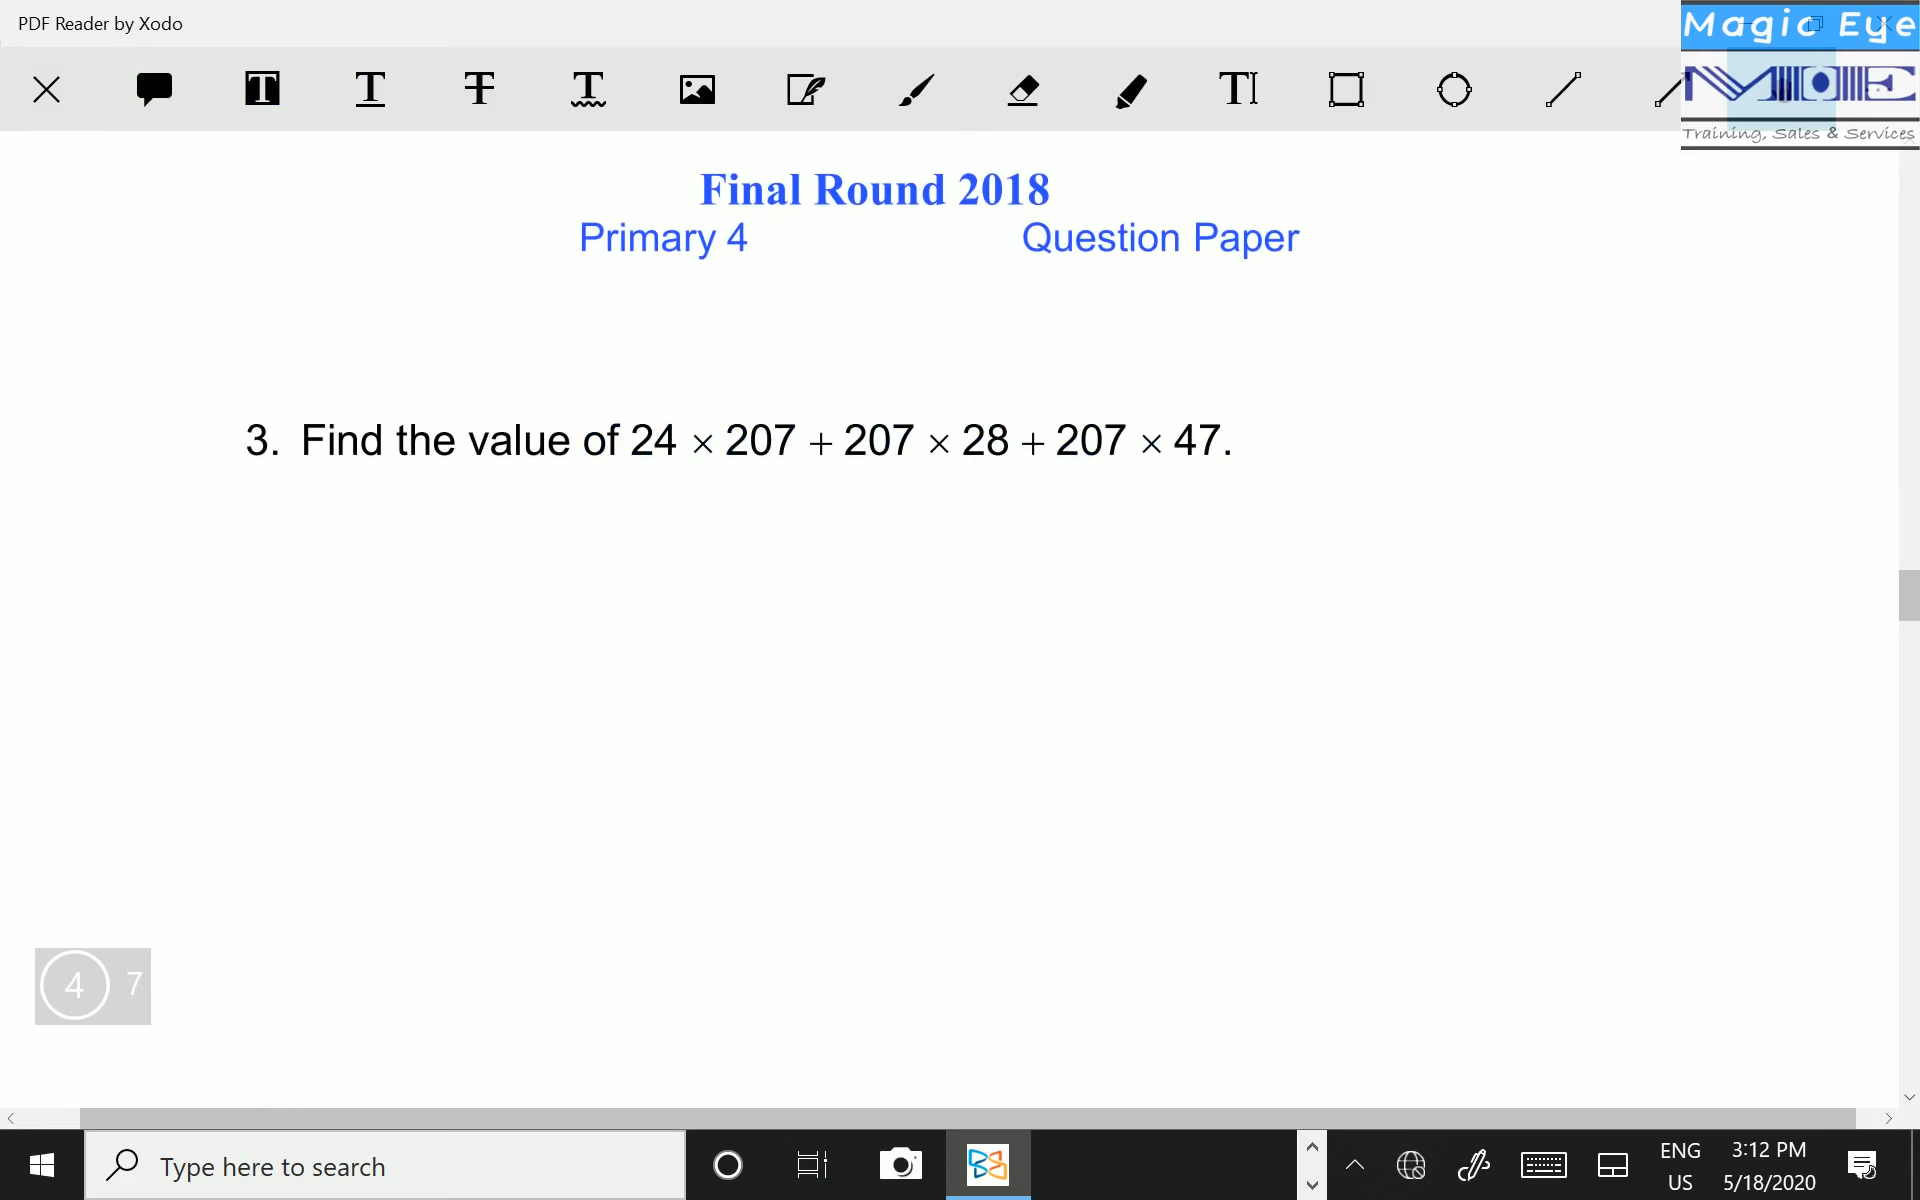 PDF Reader by Xodo
Magic Eye
MOE
Training, Sales & Services
Final Round 2018
Primary 4 Question Paper
3. Find the value of 24 × 207 + 207 × 28 + 207 × 47.
4 7
Type here to search
ENG
US
3:12 PM
5/18/2020